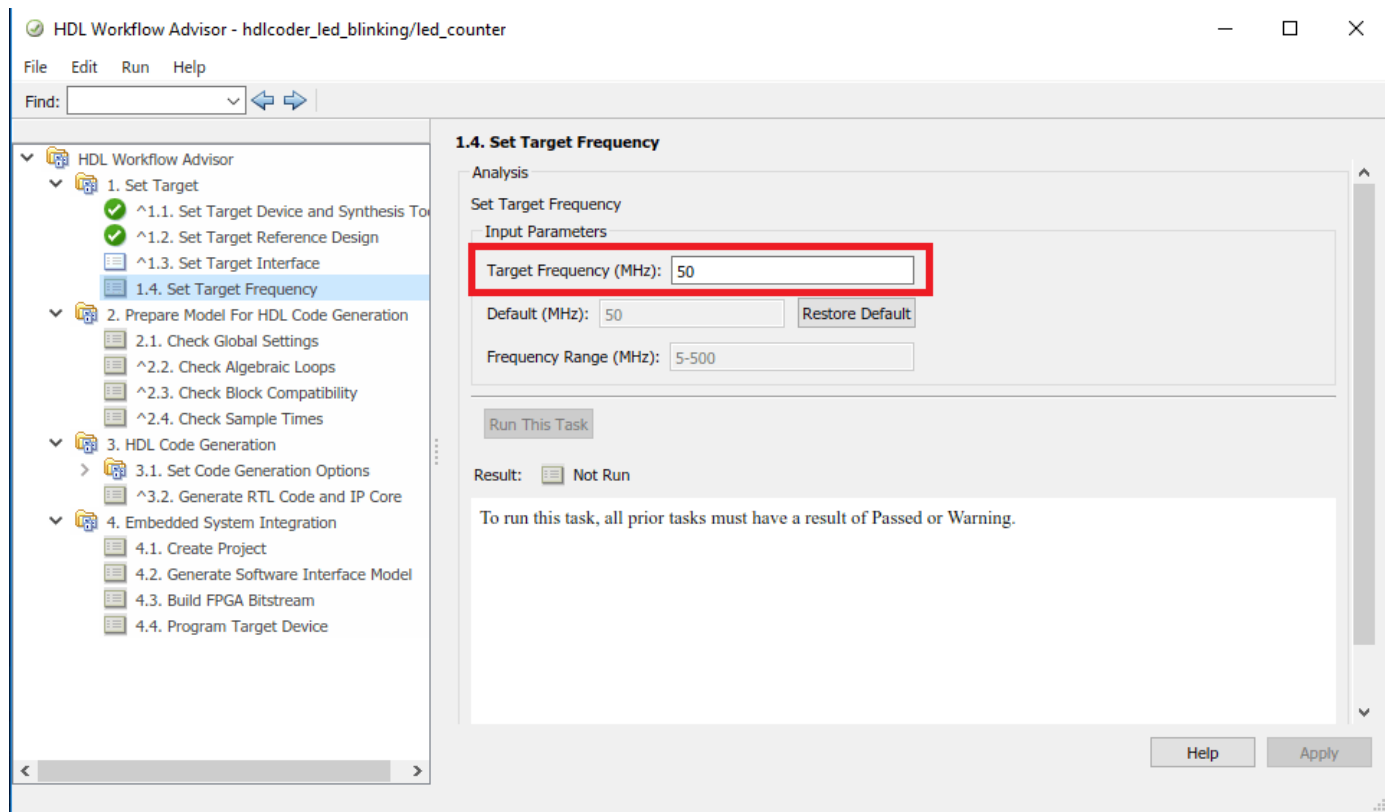 HDL Workflow Advisor - hdlcoder_led_blinking/led_counter
File Edit Run Help
Find:
HDL Workflow Advisor
1. Set Target
^1.1. Set Target Device and Synthesis Too
^1.2. Set Target Reference Design
^1.3. Set Target Interface
1.4. Set Target Frequency
2. Prepare Model For HDL Code Generation
2.1. Check Global Settings
^2.2. Check Algebraic Loops
^2.3. Check Block Compatibility
^2.4. Check Sample Times
3. HDL Code Generation
3.1. Set Code Generation Options
^3.2. Generate RTL Code and IP Core
4. Embedded System Integration
4.1. Create Project
4.2. Generate Software Interface Model
4.3. Build FPGA Bitstream
4.4. Program Target Device
1.4. Set Target Frequency
Analysis
Set Target Frequency
Input Parameters
Target Frequency (MHz): 50
Default (MHz): 50 Restore Default
Frequency Range (MHz): 5-500
Run This Task
Result: Not Run
To run this task, all prior tasks must have a result of Passed or Warning.
Help Apply